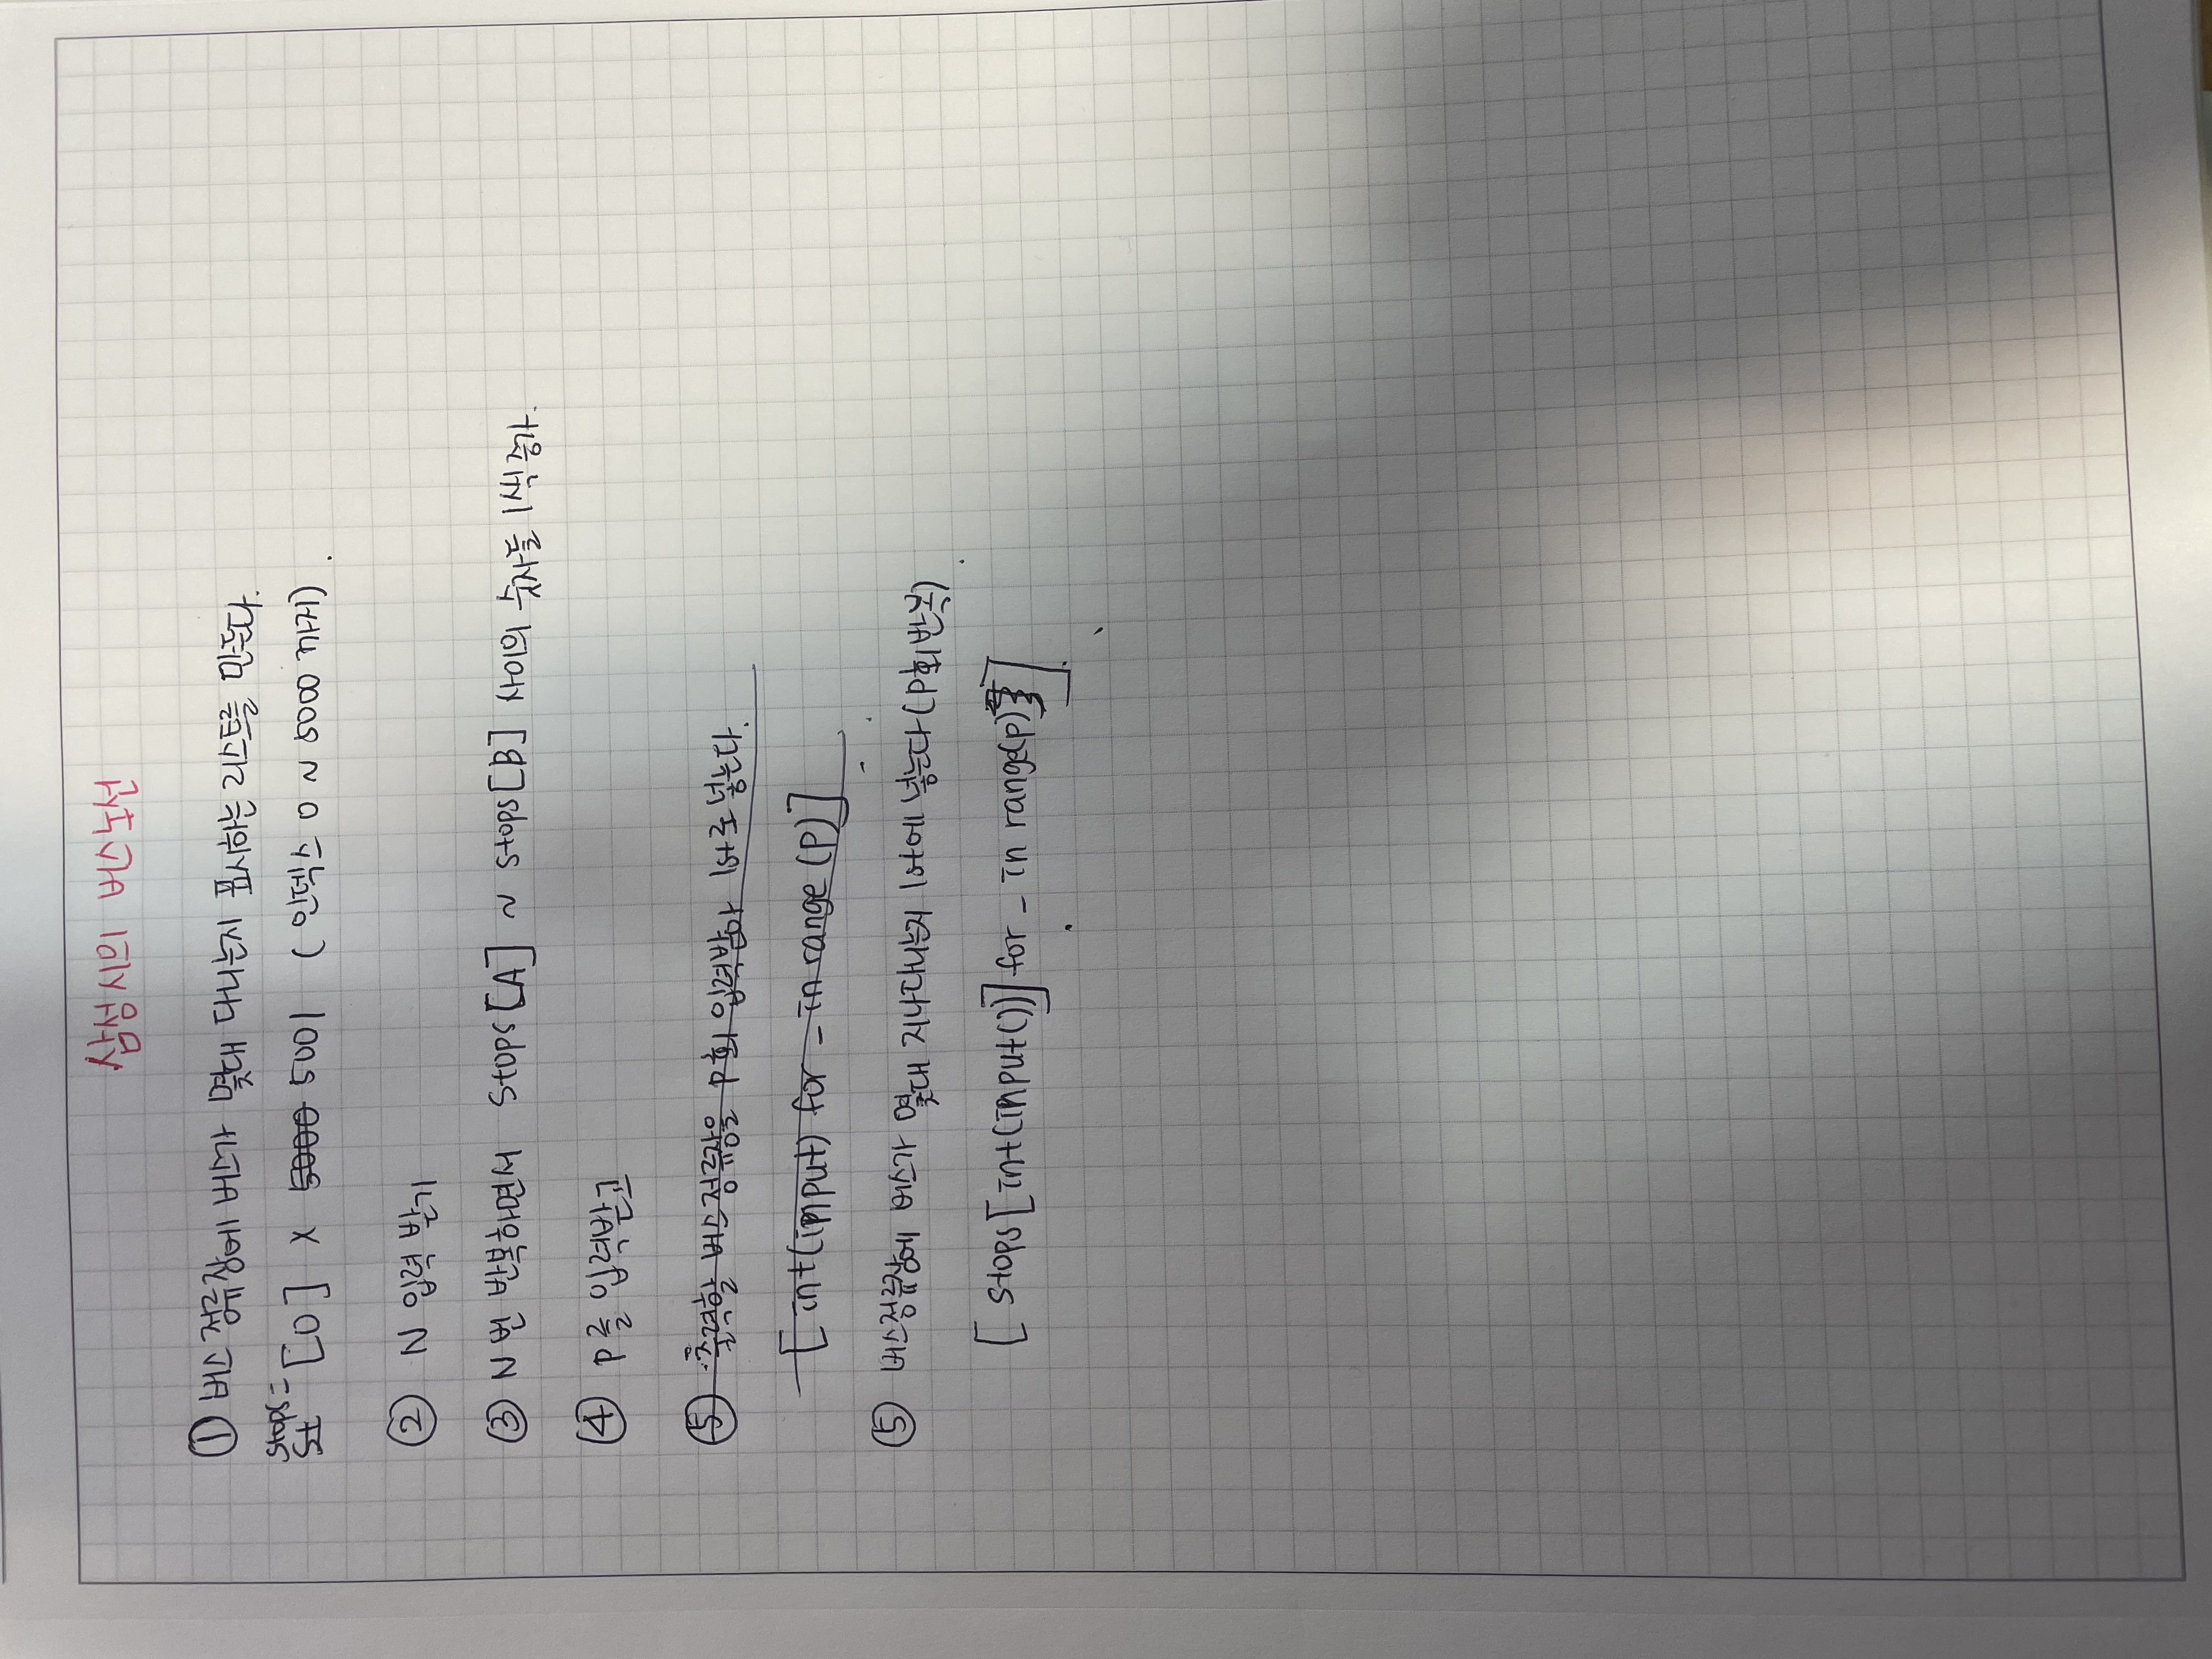 삼성시의 버스노선
① 버스 정류장에 버스가 몇대 다니는지 표시하는 리스트를 만든다.
stops =
St [0] × 5000 5001 (인덱스 0 ~ 5000 까지).
② N 입력 받기
③ N 번 반복하면서 stops[A] ~ stops[B] 사이의 숫자들 1씩 증가.
④ P를 입력받고
⑤ 출력할 버스정류장을 P회 입력받아 lst로 넣는다.
[int(input) for _ in range(P)]
⑤ 버스정류장에 버스가 몇대 지나다니는지 lst에 넣는다 (P회 반복)
[stops[int(input())] for _ in range(p)]